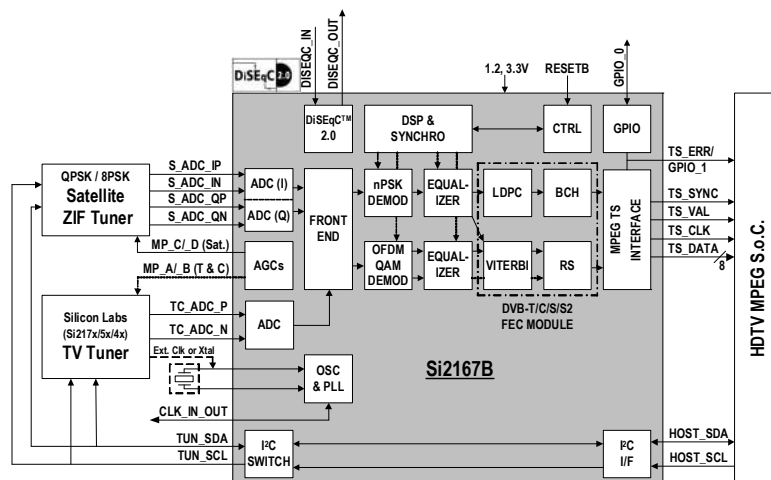 DISEQC_IN
DISEQC_OUT
DiSEqC 2.0
1.2, 3.3V
RESETB
GPIO_0
DiSEqC™
2.0
DSP &
SYNCHRO
CTRL
GPIO
TS_ERR/
GPIO_1
QPSK / 8PSK
Satellite
ZIF Tuner
S_ADC_IP
S_ADC_IN
S_ADC_QP
S_ADC_QN
ADC (I)
ADC (Q)
FRONT
END
nPSK
DEMOD
EQUAL-
IZER
LDPC
BCH
MPEG TS
INTERFACE
TS_SYNC
TS_VAL
TS_CLK
TS_DATA
8
HDTV MPEG S.o.C.
MP_C/_D (Sat.)
MP_A/_B (T & C)
AGCs
OFDM
QAM
DEMOD
EQUAL-
IZER
VITERBI
RS
DVB-T/C/S/S2
FEC MODULE
Silicon Labs
(Si217x/5x/4x)
TV Tuner
TC_ADC_P
TC_ADC_N
ADC
Ext. Clk or Xtal
OSC
& PLL
Si2167B
CLK_IN_OUT
TUN_SDA
TUN_SCL
I²C
SWITCH
I²C
I/F
HOST_SDA
HOST_SCL